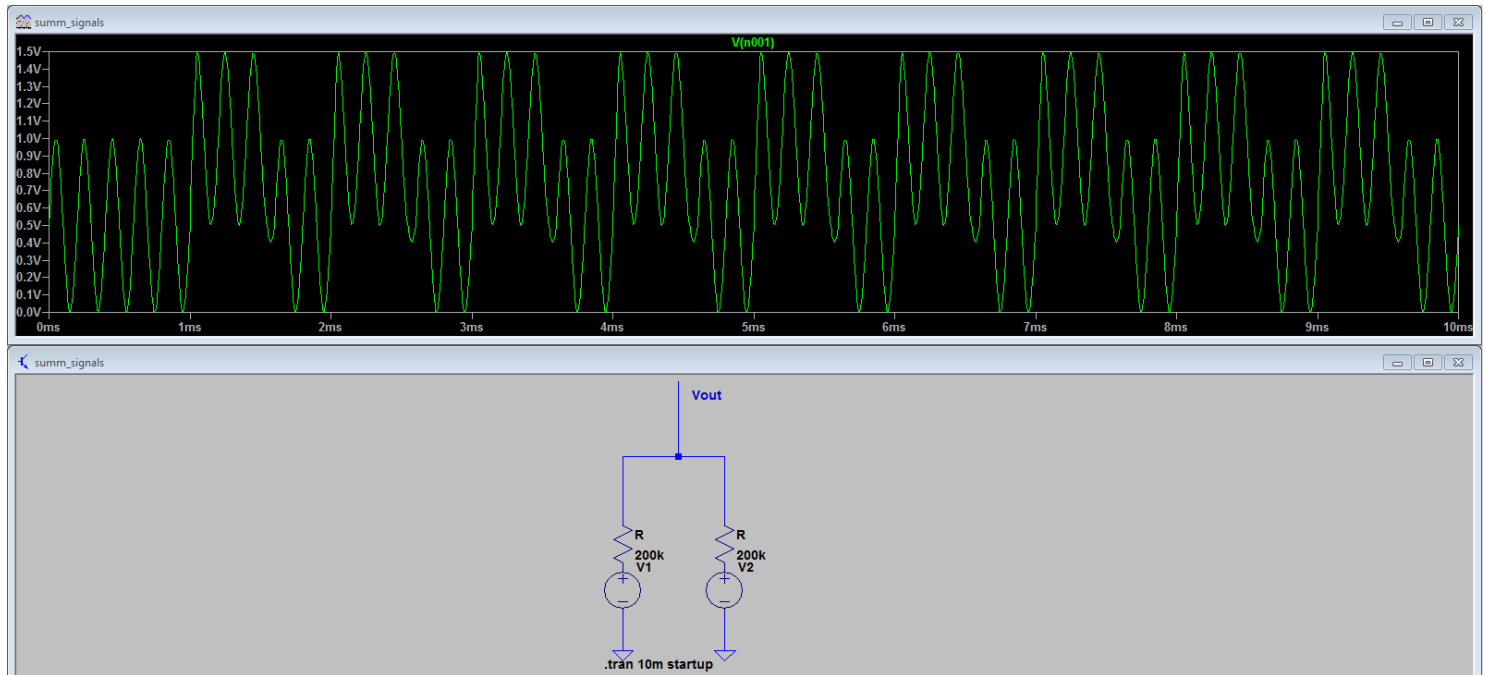 summ_signals
V(n001)
1.5V
1.4V
1.3V
1.2V
1.1V
1.0V
0.9V
0.8V
0.7V
0.6V
0.5V
0.4V
0.3V
0.2V
0.1V
0.0V
0ms 1ms 2ms 3ms 4ms 5ms 6ms 7ms 8ms 9ms 10ms
summ_signals
Vout
R R
200k 200k
V1 V2
.tran 10m startup